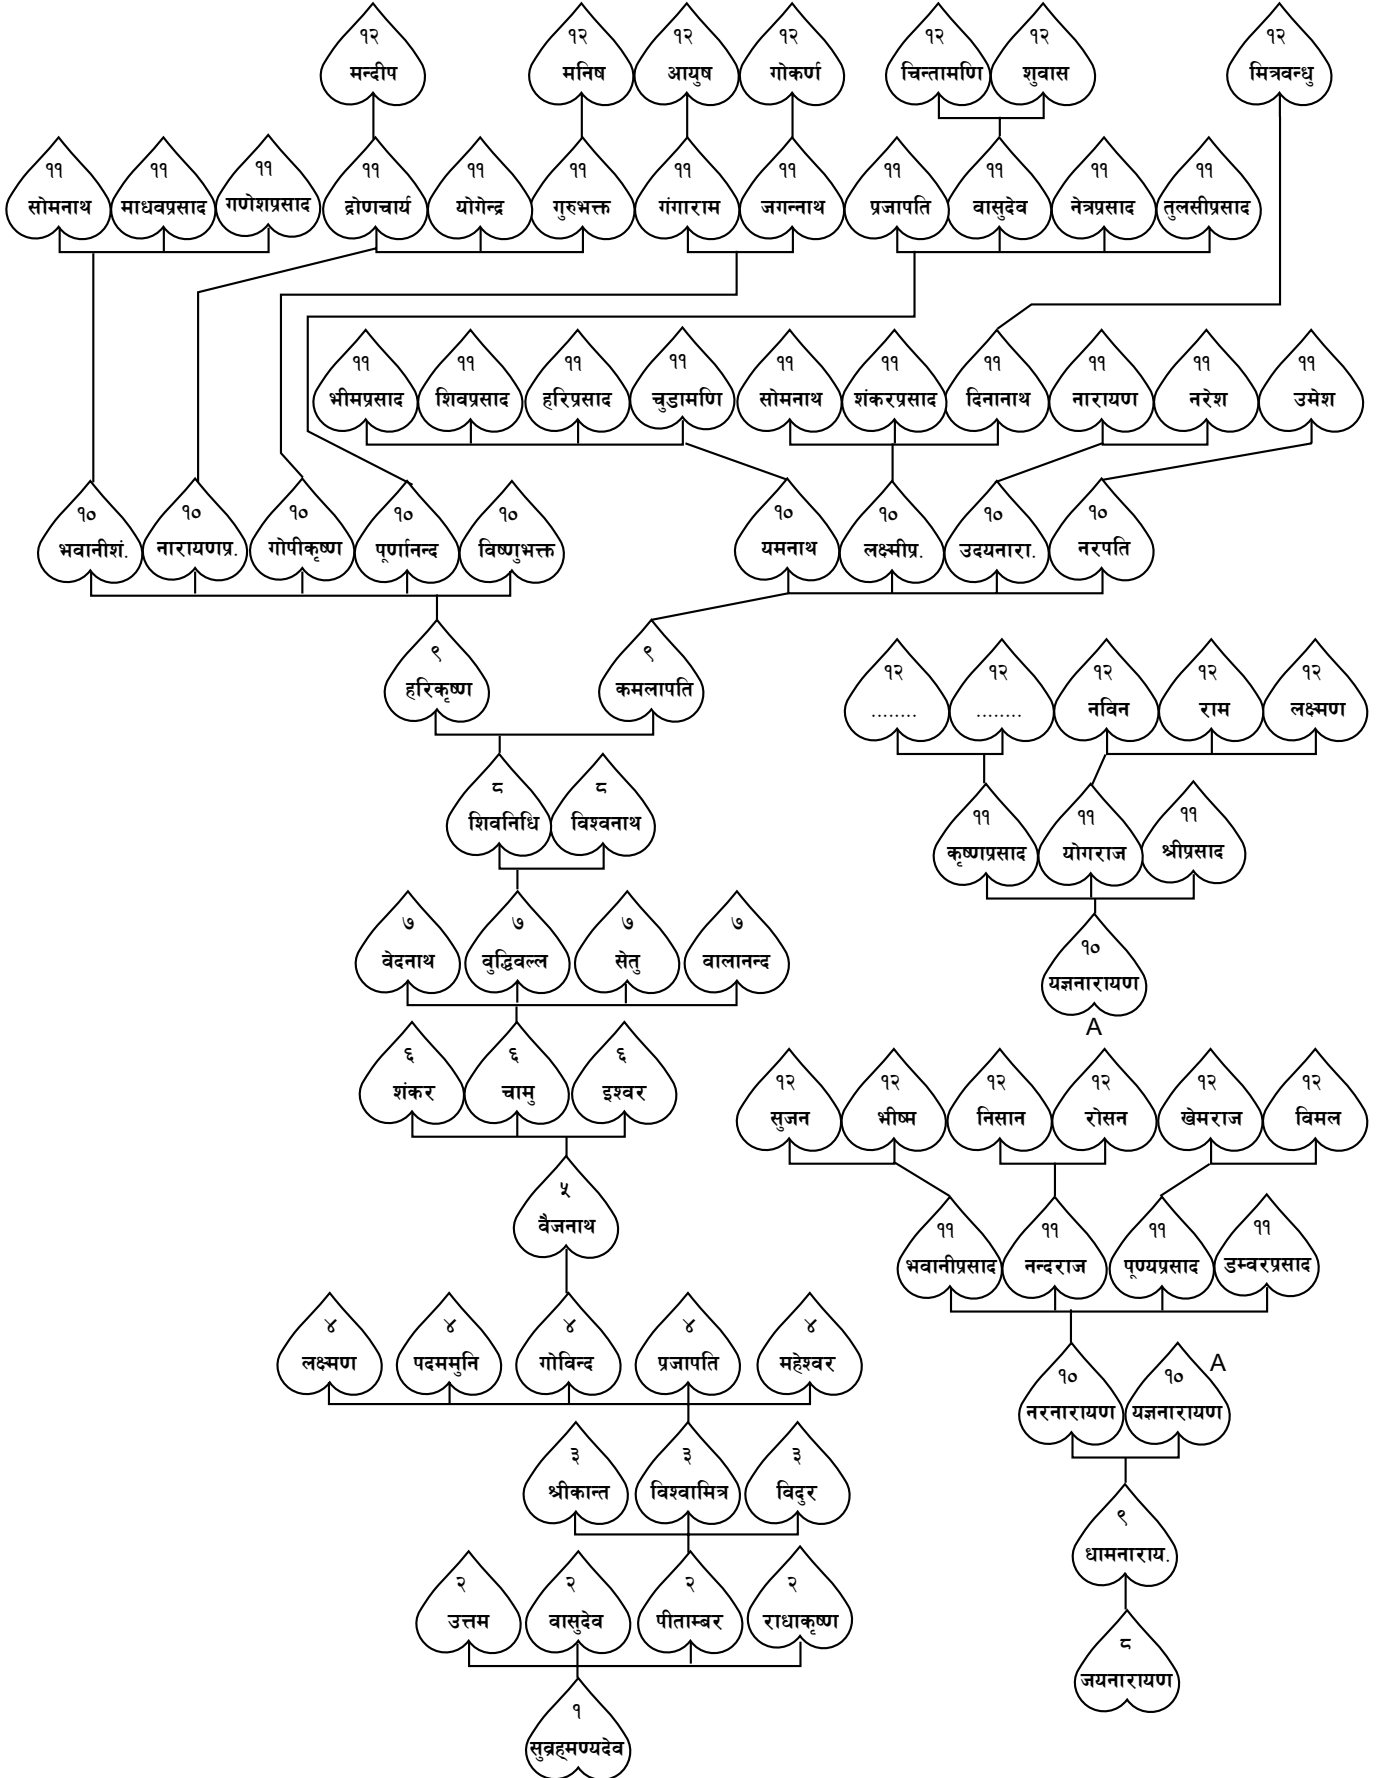 १२ १२ १२ १२ १२ १२ १२
मन्दीप मनिष आयुष गोकर्ण चिन्तामणि शुवास मित्रवन्धु
११ ११ ११ ११ ११ ११ ११ ११ ११ ११ ११ ११
सोमनाथ माधवप्रसाद गणेशप्रसाद द्रोणचार्य योगेन्द्र गुरुभक्त गंगाराम जगन्नाथ प्रजापति वासुदेव नेत्रप्रसाद तुलसीप्रसाद
११ ११ ११ ११ ११ ११ ११ ११ ११ ११
भीमप्रसाद शिवप्रसाद हरिप्रसाद चुडामणि सोमनाथ शंकरप्रसाद दिनानाथ नारायण नरेश उमेश
१० १० १० १० १० १० १० १० १०
भवानीशं. नारायणप्र. गोपीकृष्ण पूर्णानन्द विष्णुभक्त यमनाथ लक्ष्मीप्र. उदयनारा. नरपति
९ ९ १२ १२ १२ १२ १२
हरिकृष्ण कमलापति ........ ........ नविन राम लक्ष्मण
८ ८ ११ ११ ११
शिवनिधि विश्वनाथ कृष्णप्रसाद योगराज श्रीप्रसाद
७ ७ ७ ७ १०
वेदनाथ वुद्धिवल्ल सेतु वालानन्द यज्ञनारायण
A
६ ६ ६ १२ १२ १२ १२ १२ १२
शंकर चामु इश्वर सुजन भीष्म निसान रोसन खेमराज विमल
५ ११ ११ ११ ११
वैजनाथ भवानीप्रसाद नन्दराज पूण्यप्रसाद डम्वरप्रसाद
४ ४ ४ ४ ४ १० १० A
लक्ष्मण पदममुनि गोविन्द प्रजापति महेश्वर नरनारायण यज्ञनारायण
३ ३ ३ ९
श्रीकान्त विश्वामित्र विदुर धामनाराय.
२ २ २ २ ८
उत्तम वासुदेव पीताम्बर राधाकृष्ण जयनारायण
१
सुव्रह्मण्यदेव